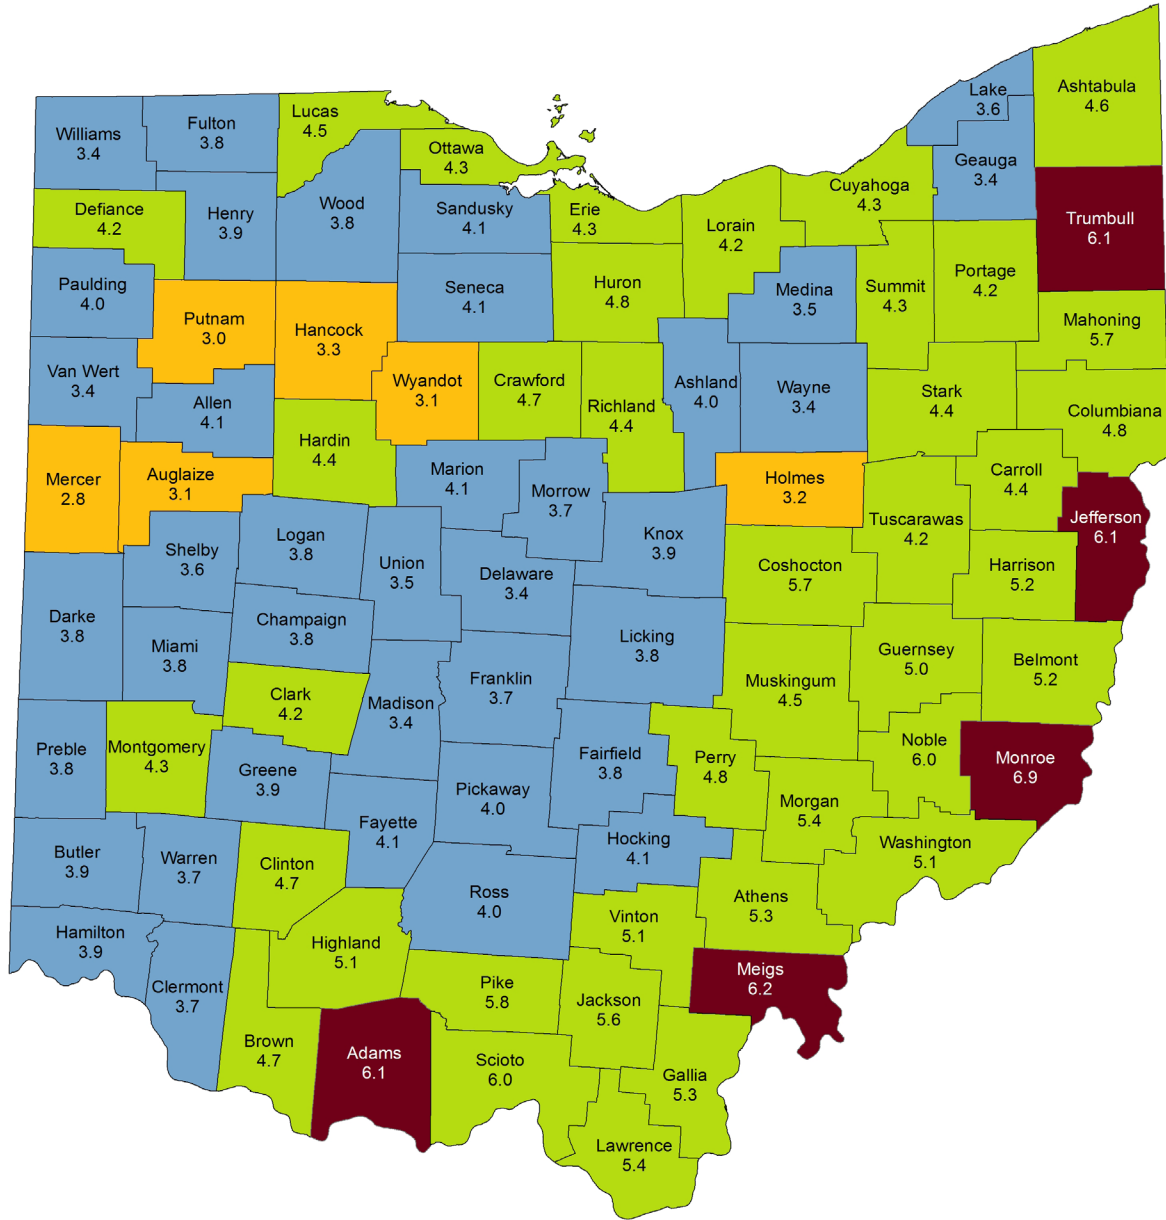 Lake
3.6
Ashtabula
4.6
Lucas
4.5
Fulton
3.8
Williams
3.4
Ottawa
4.3
Geauga
3.4
Cuyahoga
4.3
Wood
3.8
Sandusky
4.1
Erie
4.3
Defiance
4.2
Henry
3.9
Lorain
4.2
Trumbull
6.1
Portage
4.2
Paulding
4.0
Seneca
4.1
Huron
4.8
Medina
3.5
Summit
4.3
Putnam
3.0
Hancock
3.3
Mahoning
5.7
Van Wert
3.4
Wyandot
3.1
Crawford
4.7
Ashland
4.0
Wayne
3.4
Stark
4.4
Allen
4.1
Richland
4.4
Columbiana
4.8
Hardin
4.4
Mercer
2.8
Auglaize
3.1
Marion
4.1
Holmes
3.2
Carroll
4.4
Morrow
3.7
Tuscarawas
4.2
Jefferson
6.1
Logan
3.8
Knox
3.9
Shelby
3.6
Union
3.5
Delaware
3.4
Coshocton
5.7
Harrison
5.2
Darke
3.8
Champaign
3.8
Miami
3.8
Licking
3.8
Guernsey
5.0
Belmont
5.2
Clark
4.2
Madison
3.4
Franklin
3.7
Muskingum
4.5
Preble
3.8
Montgomery
4.3
Greene
3.9
Fairfield
3.8
Perry
4.8
Noble
6.0
Monroe
6.9
Pickaway
4.0
Morgan
5.4
Fayette
4.1
Hocking
4.1
Washington
5.1
Butler
3.9
Warren
3.7
Clinton
4.7
Ross
4.0
Athens
5.3
Vinton
5.1
Hamilton
3.9
Highland
5.1
Meigs
6.2
Clermont
3.7
Pike
5.8
Jackson
5.6
Brown
4.7
Adams
6.1
Scioto
6.0
Gallia
5.3
Lawrence
5.4